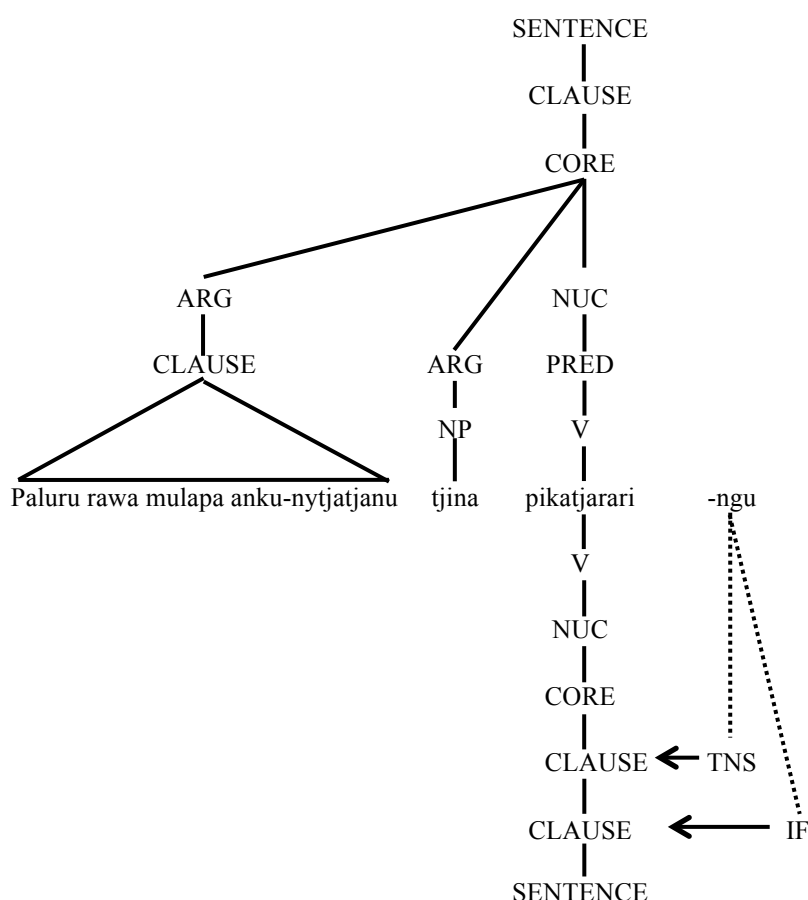 SENTENCE
CLAUSE
CORE
ARG NUC
CLAUSE ARG PRED
NP V
Paluru rawa mulapa anku-nytjatjanu tjina pikatjarari -ngu
V
NUC
CORE
CLAUSE TNS
CLAUSE IF
SENTENCE